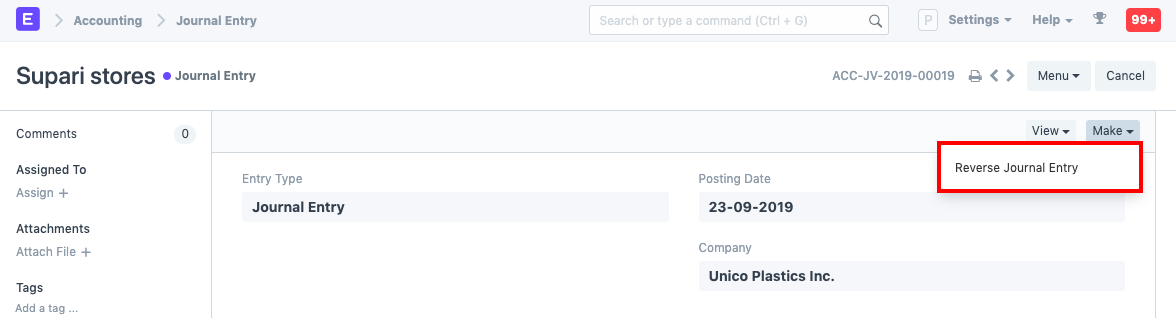 E Accounting Journal Entry Search or type a command (Ctrl + G) P Settings Help 99+
Supari stores Journal Entry ACC-JV-2019-00019 Menu Cancel
Comments 0
View Make
Reverse Journal Entry
Assigned To
Assign +
Attachments
Attach File +
Tags
Add a tag ...
Entry Type
Journal Entry
Posting Date
23-09-2019
Company
Unico Plastics Inc.